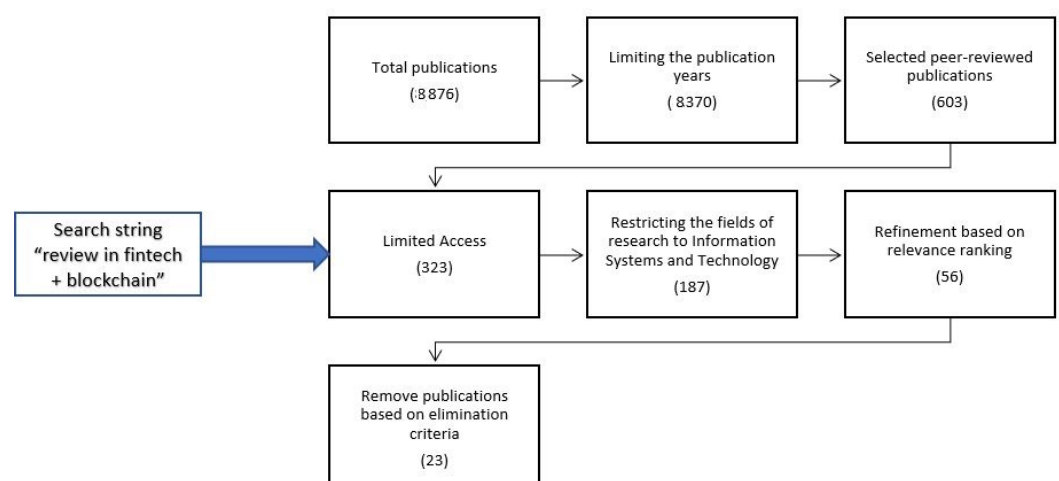 Total publications
(8876)
Limiting the publication
years
( 8370)
Selected peer-reviewed
publications
(603)
Search string
“review in fintech
+ blockchain”
Limited Access
(323)
Restricting the fields of
research to Information
Systems and Technology
(187)
Refinement based on
relevance ranking
(56)
Remove publications
based on elimination
criteria
(23)